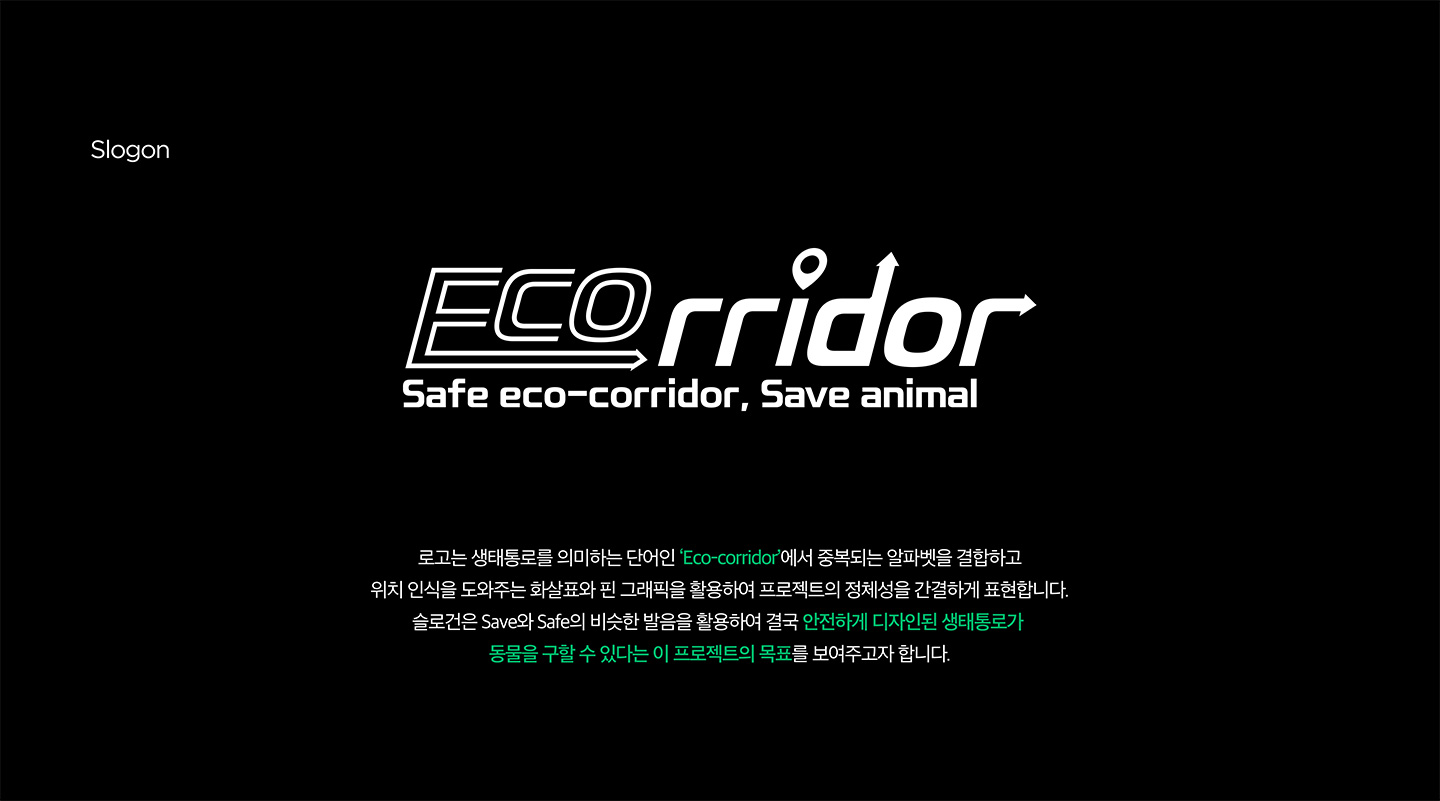 Slogon
ECOrridor
Safe eco-corridor, Save animal
로고는 생태통로를 의미하는 단어인 ‘Eco-corridor’에서 중복되는 알파벳을 결합하고
위치 인식을 도와주는 화살표와 핀 그래픽을 활용하여 프로젝트의 정체성을 간결하게 표현합니다.
슬로건은 Save와 Safe의 비슷한 발음을 활용하여 결국 안전하게 디자인된 생태통로가
동물을 구할 수 있다는 이 프로젝트의 목표를 보여주고자 합니다.